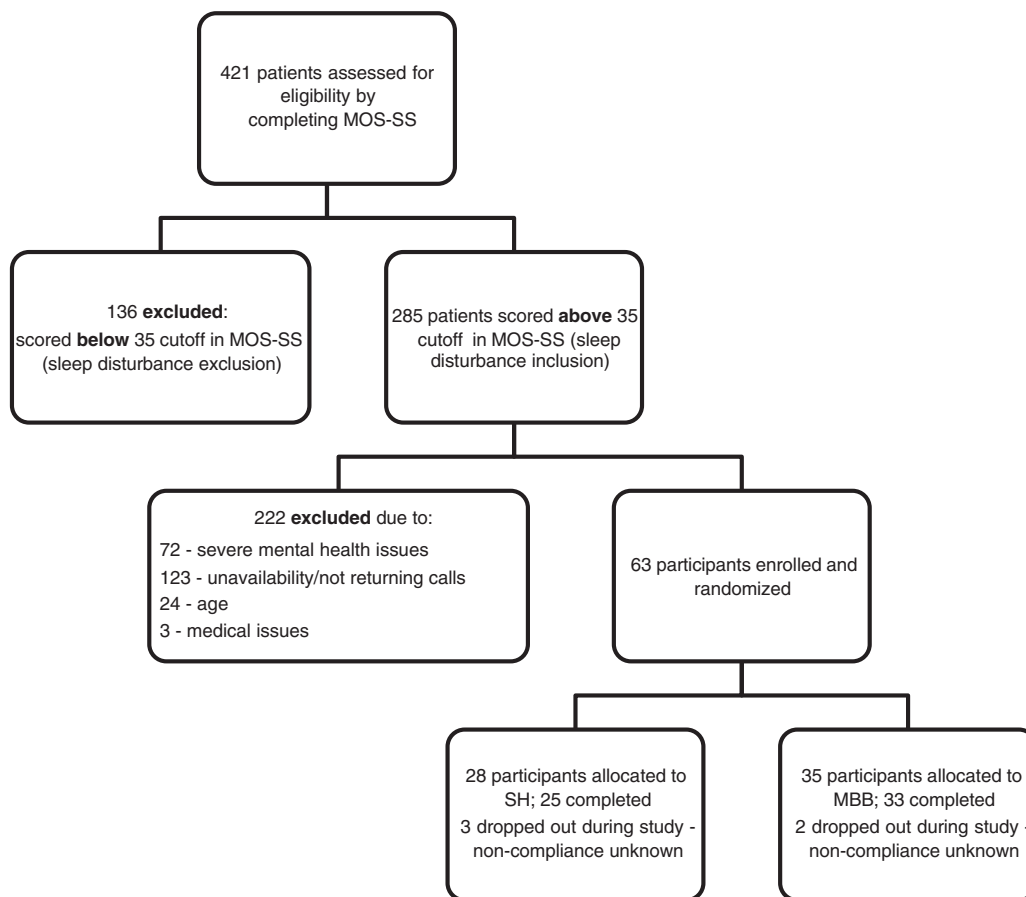 421 patients assessed for
eligibility by
completing MOS-SS
136 excluded:
scored below 35 cutoff in MOS-SS
(sleep disturbance exclusion)
285 patients scored above 35
cutoff in MOS-SS (sleep
disturbance inclusion)
222 excluded due to:
72 - severe mental health issues
123 - unavailability/not returning calls
24 - age
3 - medical issues
63 participants enrolled and
randomized
28 participants allocated to
SH; 25 completed
3 dropped out during study -
non-compliance unknown
35 participants allocated to
MBB; 33 completed
2 dropped out during study -
non-compliance unknown